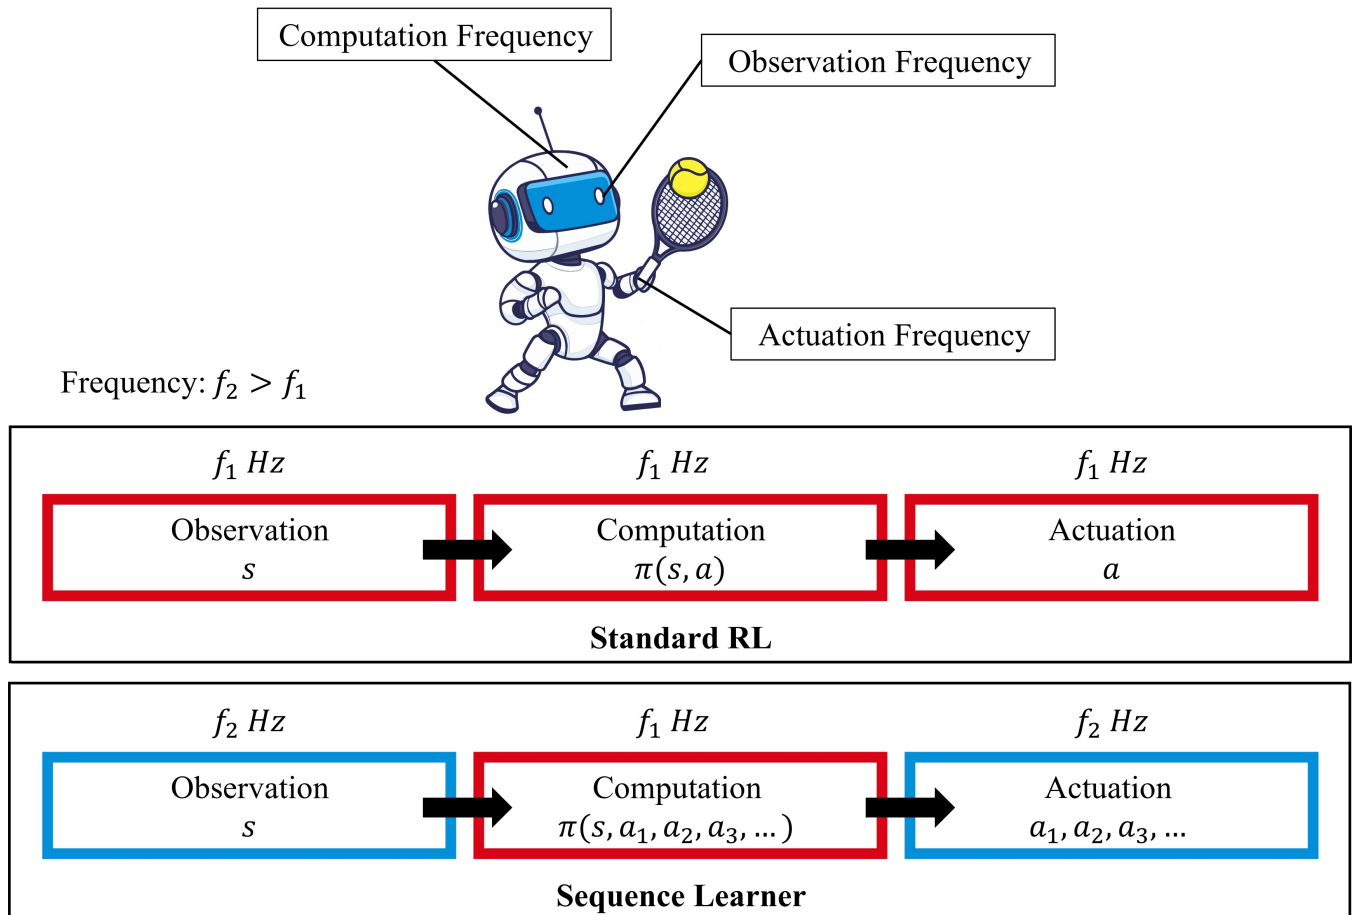 Computation Frequency
Observation Frequency
Actuation Frequency
Frequency: f₂ > f₁
f₁ Hz
f₁ Hz
f₁ Hz
Observation
s
Computation
π(s, a)
Actuation
a
Standard RL
f₂ Hz
f₁ Hz
f₂ Hz
Observation
s
Computation
π(s, a₁, a₂, a₃, … )
Actuation
a₁, a₂, a₃, …
Sequence Learner